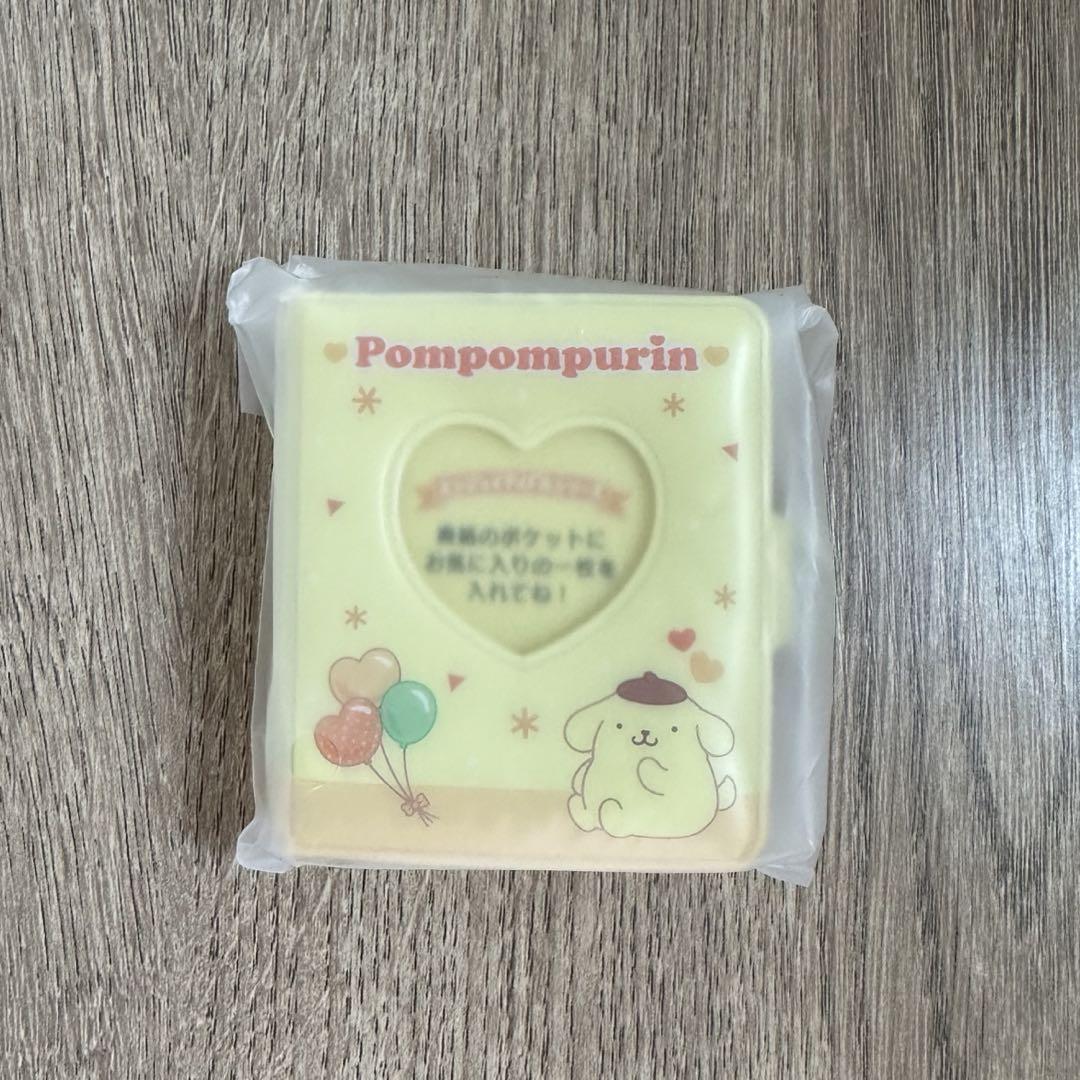 Pompompurin
表紙のポケットに
お気に入りの一枚を
入れてね！